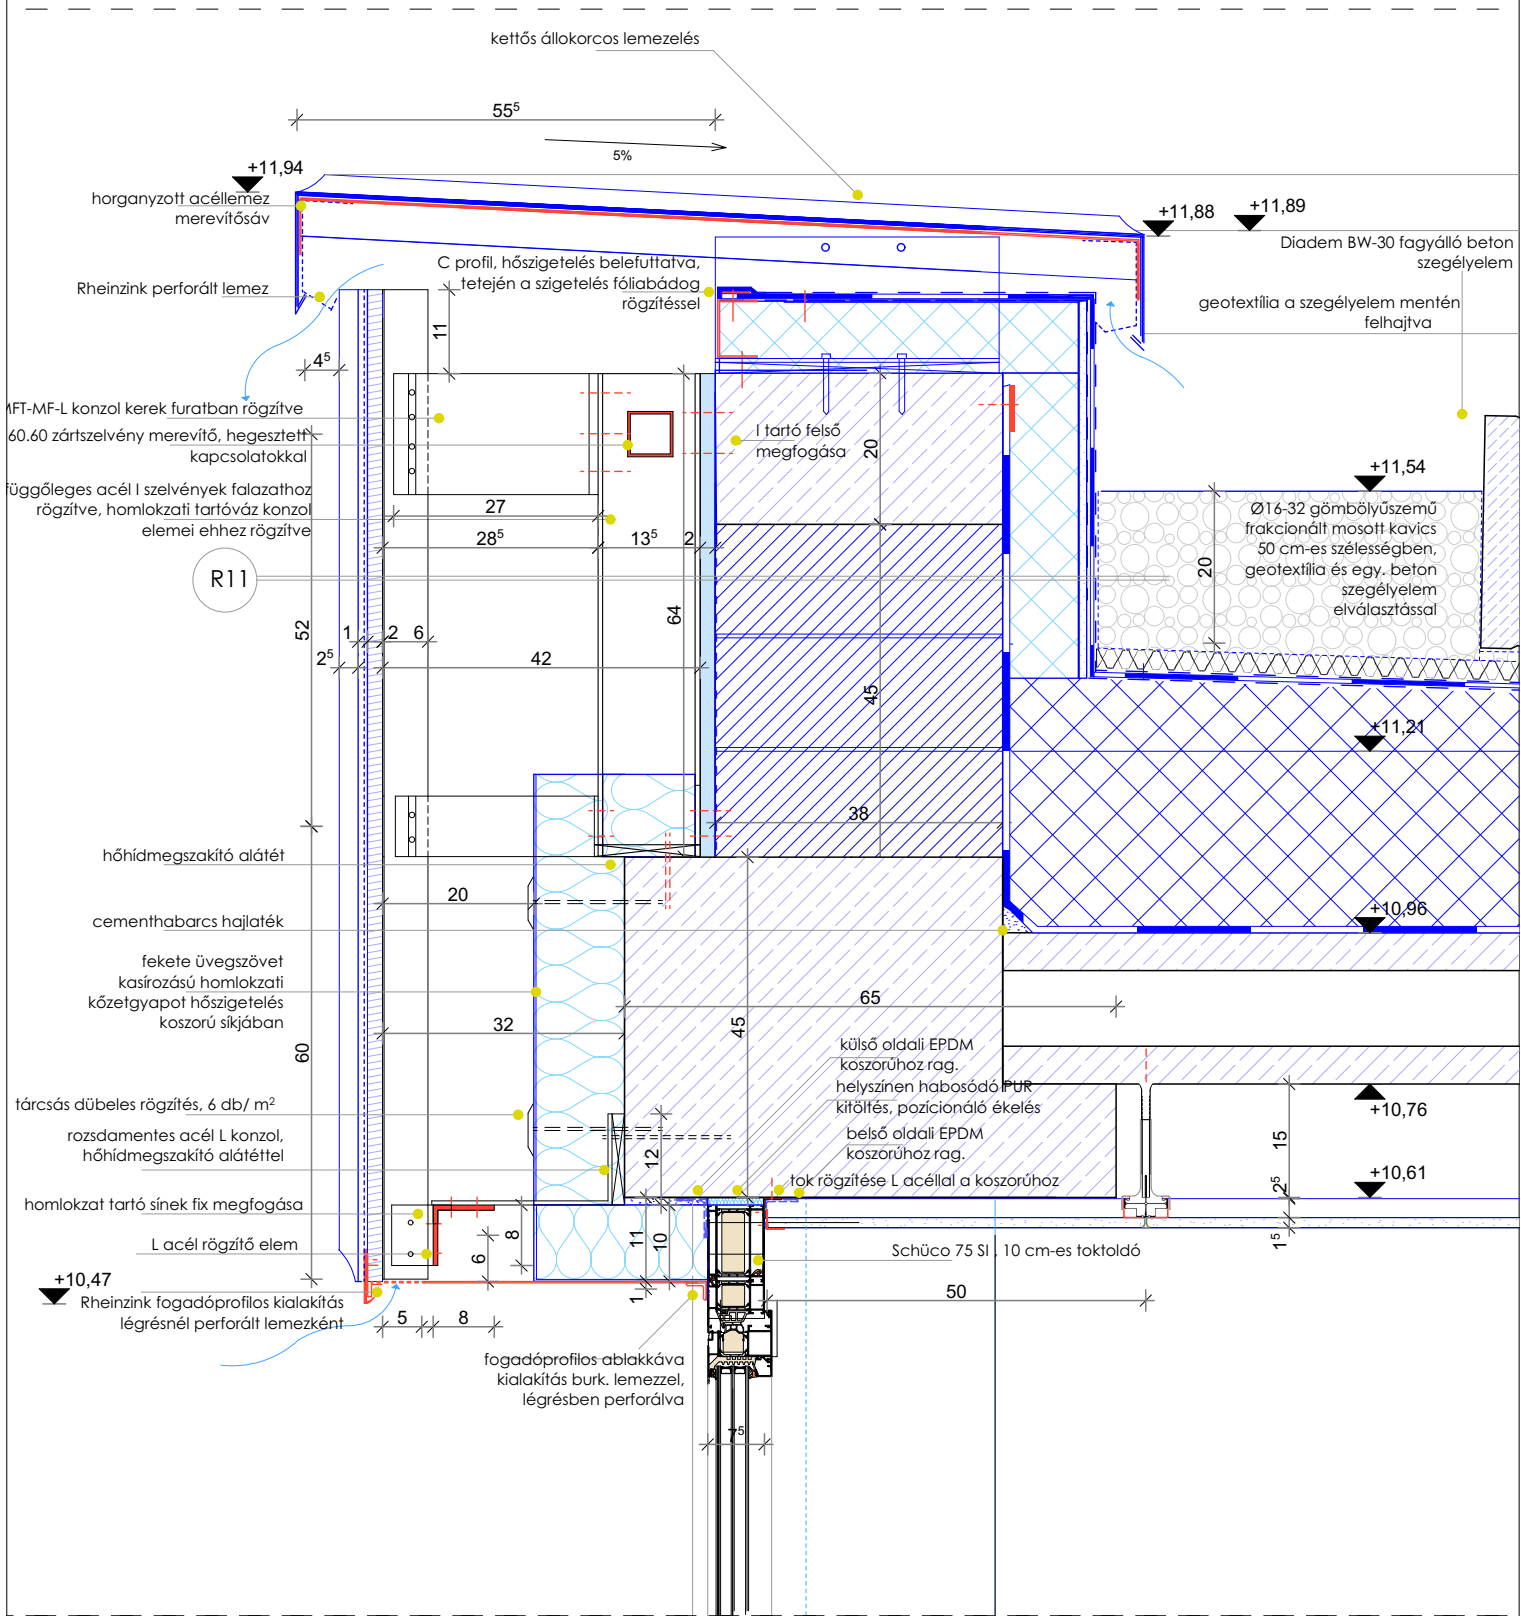 kettős állokorcos lemezelés
55⁵
5%
+11,94
horganyzott acéllemez
merevítősáv
+11,88
+11,89
Diadem BW-30 fagyálló beton
szegélyelem
C profil, hőszigetelés belefuttatva,
tetején a szigetelés fóliabádog
rögzítéssel
Rheinzink perforált lemez
geotextília a szegélyelem mentén
felhajtva
11
4⁵
MFT-MF-L konzol kerek furatban rögzítve
60.60 zártszelvény merevítő, hegesztett
kapcsolatokkal
I tartó felső
megfogása
20
+11,54
függőleges acél I szelvények falazathoz
rögzítve, homlokzati tartóváz konzol
elemei ehhez rögzítve
27
28⁵
13⁵
2
Ø16-32 gömbölyűszemű
frakcionált mosott kavics
50 cm-es szélességben,
geotextília és egy. beton
szegélyelem
elválasztással
20
R11
52
1
2
6
64
2⁵
42
45
+11,21
38
hőhídmegszakító alátét
20
cementhabarcs hajlaték
+10,96
fekete üvegszövet
kasírozású homlokzati
kőzetgyapot hőszigetelés
koszorú síkjában
65
32
45
60
külső oldali EPDM
koszorúhoz rag.
helyszínen habosódó PUR
kitöltés, pozícionáló ékelés
belső oldali EPDM
koszorúhoz rag.
tok rögzítése L acéllal a koszorúhoz
tárcsás dübeles rögzítés, 6 db/ m²
+10,76
rozsdamentes acél L konzol,
hőhídmegszakító alátéttel
12
15
+10,61
2⁵
homlokzat tartó sínek fix megfogása
L acél rögzítő elem
8
6
11
10
1
1⁵
Schüco 75 SI , 10 cm-es toktoldó
+10,47
Rheinzink fogadóprofilos kialakítás
légrésnél perforált lemezként
5
8
50
fogadóprofilos ablakkáva
kialakítás burk. lemezzel,
légrésben perforálva
7⁵